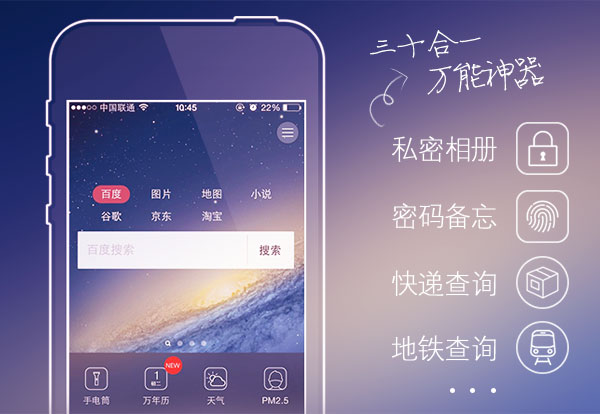 中国联通 10:45 22%
百度 图片 地图 小说
谷歌 京东 淘宝
百度搜索 搜索
NEW
1
初二
手电筒 万年历 天气 PM2.5
三十合一
万能神器
私密相册
密码备忘
快递查询
地铁查询